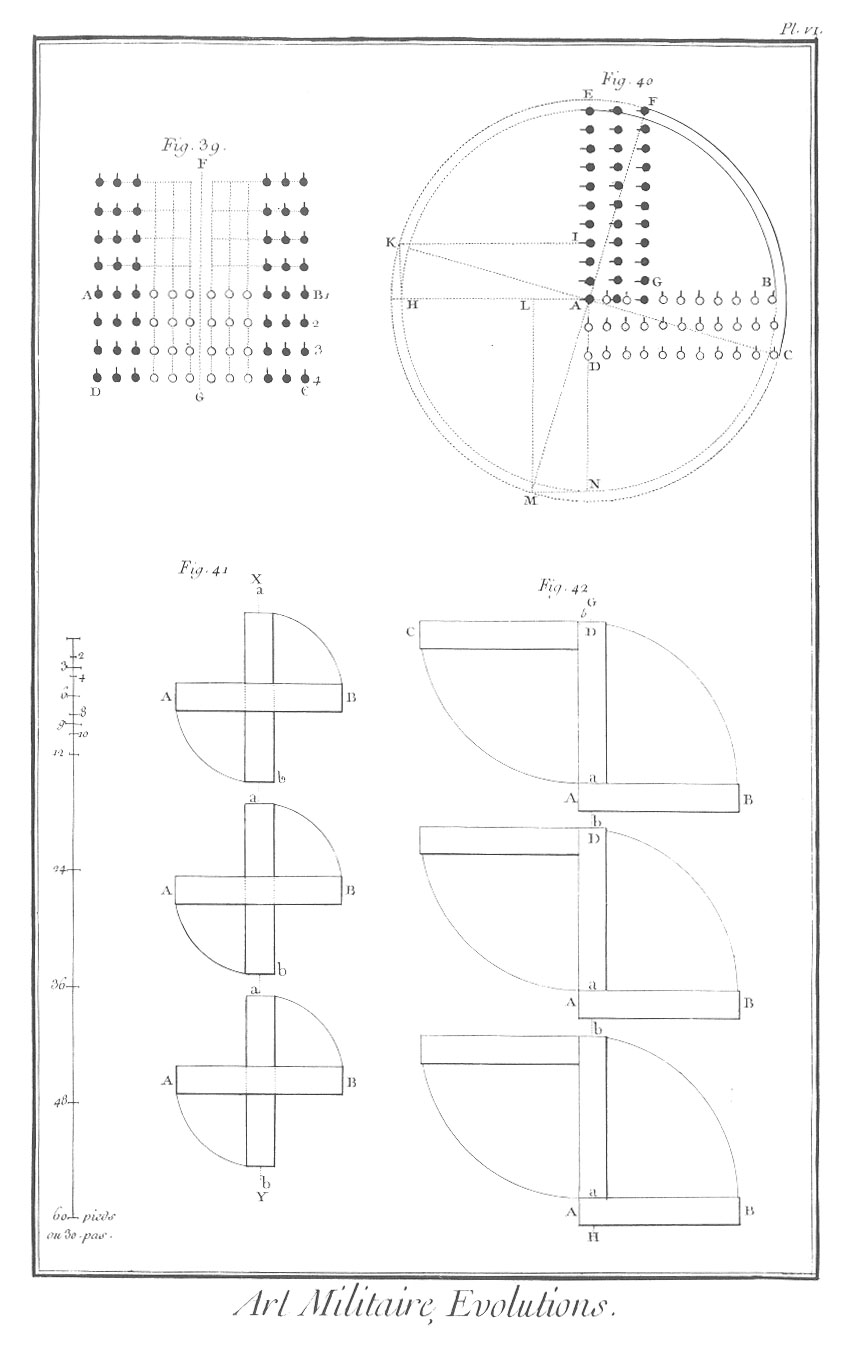 Pl. VI.
Fig. 39.
F
A
B 1
2
3
D
C 4
G
Fig. 40
E
F
K
I
G
B
H
L
A
C
D
N
M
Fig. 41
X
a
A
B
b
a
A
B
b
a
A
B
b
Y
Fig. 42
G
b
C
D
a
A
B
b
D
a
A
B
b
a
A
B
H
2
3
4
6
8
9
10
12
24
36
48
60 pieds
ou 30 pas.
Art Militaire, Evolutions.